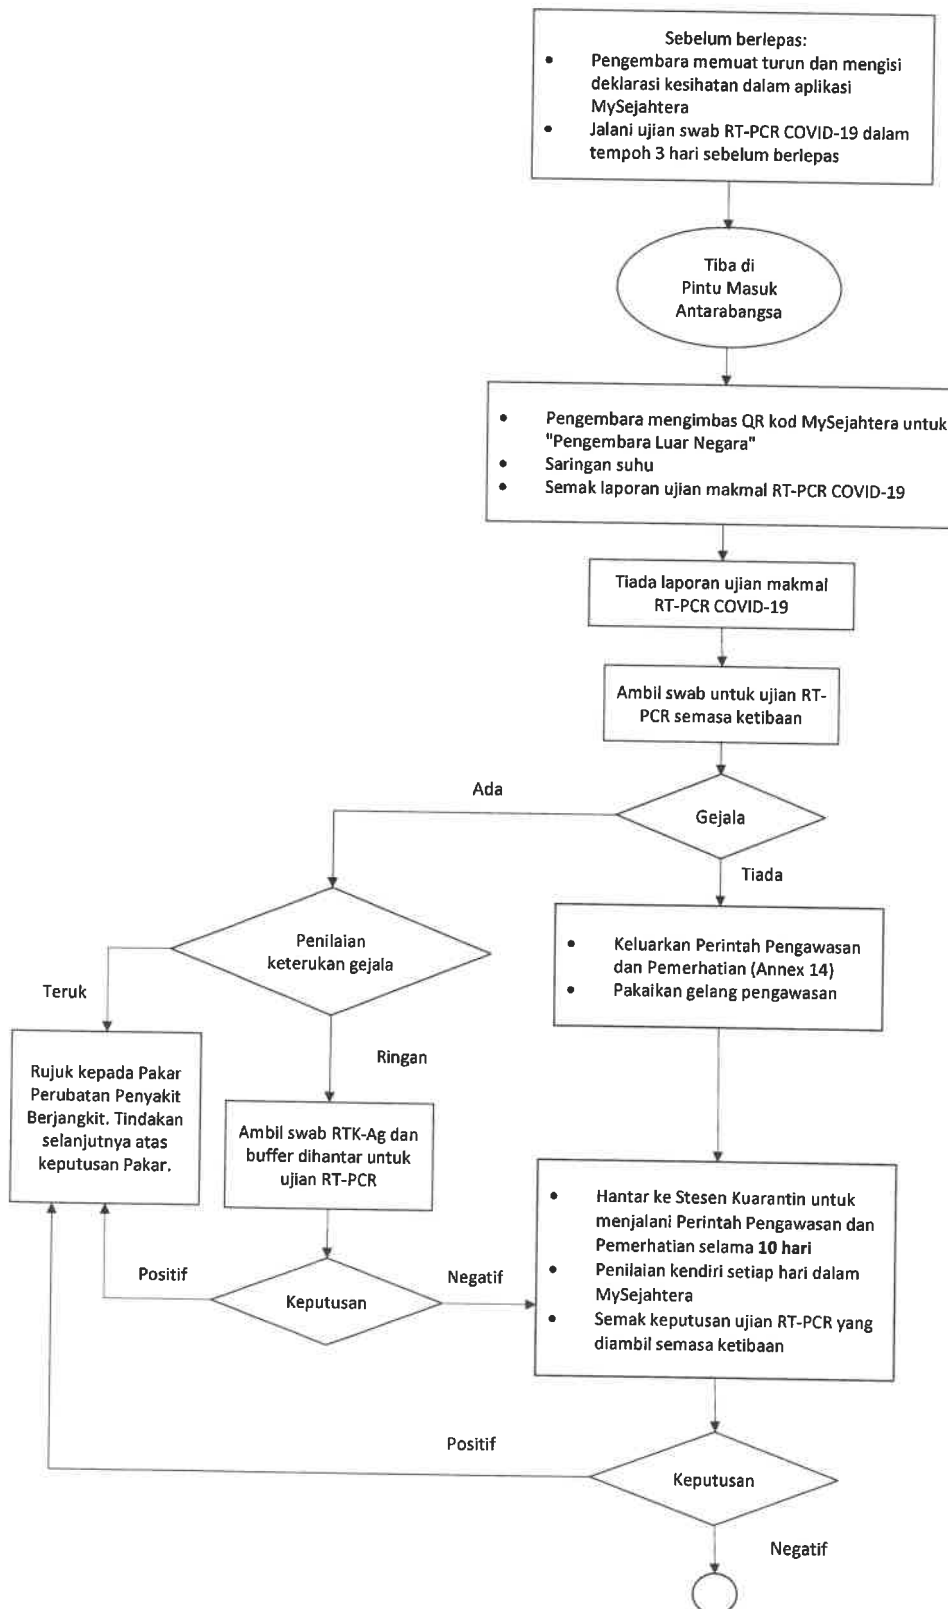 Sebelum berlepas:
• Pengembara memuat turun dan mengisi
deklarasi kesihatan dalam aplikasi
MySejahtera
• Jalani ujian swab RT-PCR COVID-19 dalam
tempoh 3 hari sebelum berlepas
Tiba di
Pintu Masuk
Antarabangsa
• Pengembara mengimbas QR kod MySejahtera untuk
"Pengembara Luar Negara"
• Saringan suhu
• Semak laporan ujian makmal RT-PCR COVID-19
Tiada laporan ujian makmal
RT-PCR COVID-19
Ambil swab untuk ujian RT-
PCR semasa ketibaan
Ada
Gejala
Tiada
Penilaian
keterukan gejala
• Keluarkan Perintah Pengawasan
dan Pemerhatian (Annex 14)
• Pakaikan gelang pengawasan
Teruk
Ringan
Rujuk kepada Pakar
Perubatan Penyakit
Berjangkit. Tindakan
selanjutnya atas
keputusan Pakar.
Ambil swab RTK-Ag dan
buffer dihantar untuk
ujian RT-PCR
• Hantar ke Stesen Kuarantin untuk
menjalani Perintah Pengawasan dan
Pemerhatian selama 10 hari
• Penilaian kendiri setiap hari dalam
MySejahtera
• Semak keputusan ujian RT-PCR yang
diambil semasa ketibaan
Positif
Keputusan
Negatif
Positif
Keputusan
Negatif